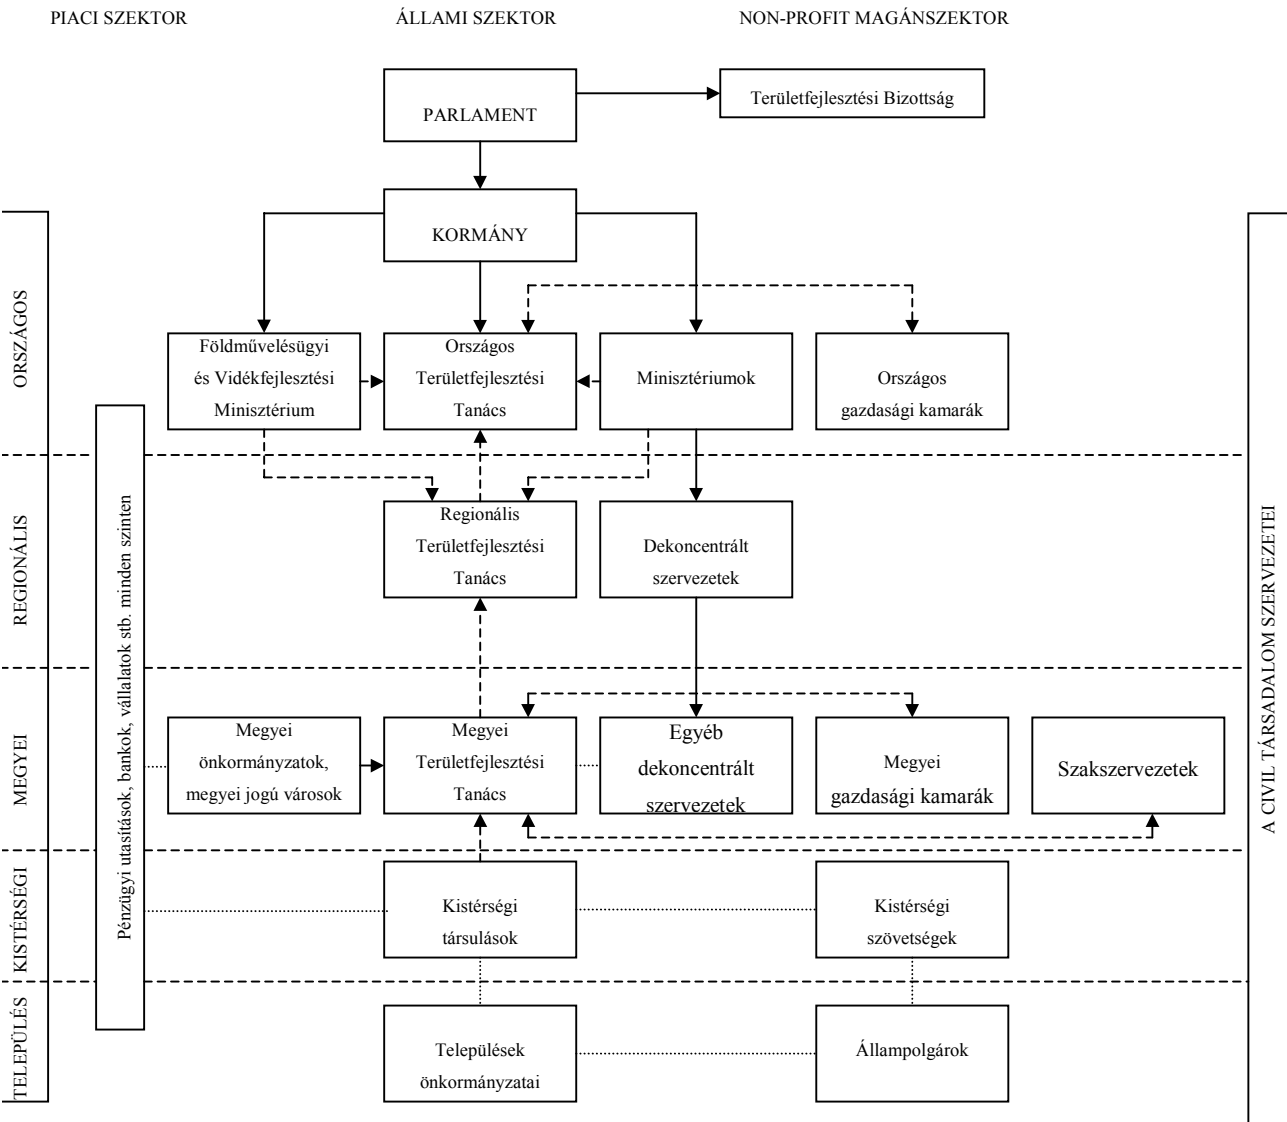 PIACI SZEKTOR
ÁLLAMI SZEKTOR
NON-PROFIT MAGÁNSZEKTOR
PARLAMENT
Területfejlesztési Bizottság
KORMÁNY
ORSZÁGOS
Földművelésügyi
és Vidékfejlesztési
Minisztérium
Országos
Területfejlesztési
Tanács
Minisztériumok
Országos
gazdasági kamarák
REGIONÁLIS
Regionális
Területfejlesztési
Tanács
Dekoncentrált
szervezetek
Pénzügyi utasítások, bankok, vállalatok stb. minden szinten
A CIVIL TÁRSADALOM SZERVEZETEI
MEGYEI
Megyei
önkormányzatok,
megyei jogú városok
Megyei
Területfejlesztési
Tanács
Egyéb
dekoncentrált
szervezetek
Megyei
gazdasági kamarák
Szakszervezetek
KISTÉRSÉGI
Kistérségi
társulások
Kistérségi
szövetségek
TELEPÜLÉS
Települések
önkormányzatai
Állampolgárok